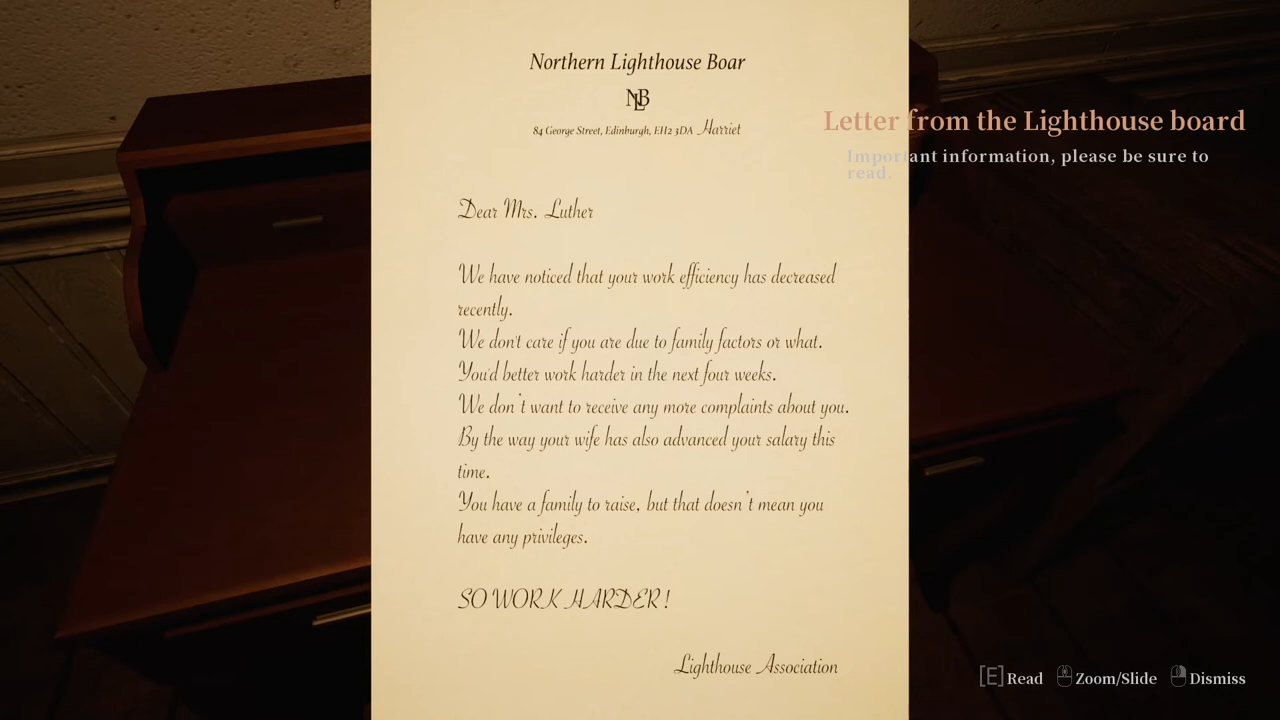 Northern Lighthouse Boar
NLB
84 George Street, Edinburgh, EH2 3DA Harriet
Letter from the Lighthouse board
Important information, please be sure to
read.
Dear Mrs. Luther
We have noticed that your work efficiency has decreased
recently.
We don't care if you are due to family factors or what.
You'd better work harder in the next four weeks.
We don't want to receive any more complaints about you.
By the way your wife has also advanced your salary this
time.
You have a family to raise, but that doesn't mean you
have any privileges.
SO WORK HARDER !
Lighthouse Association
[E] Read Zoom/Slide Dismiss